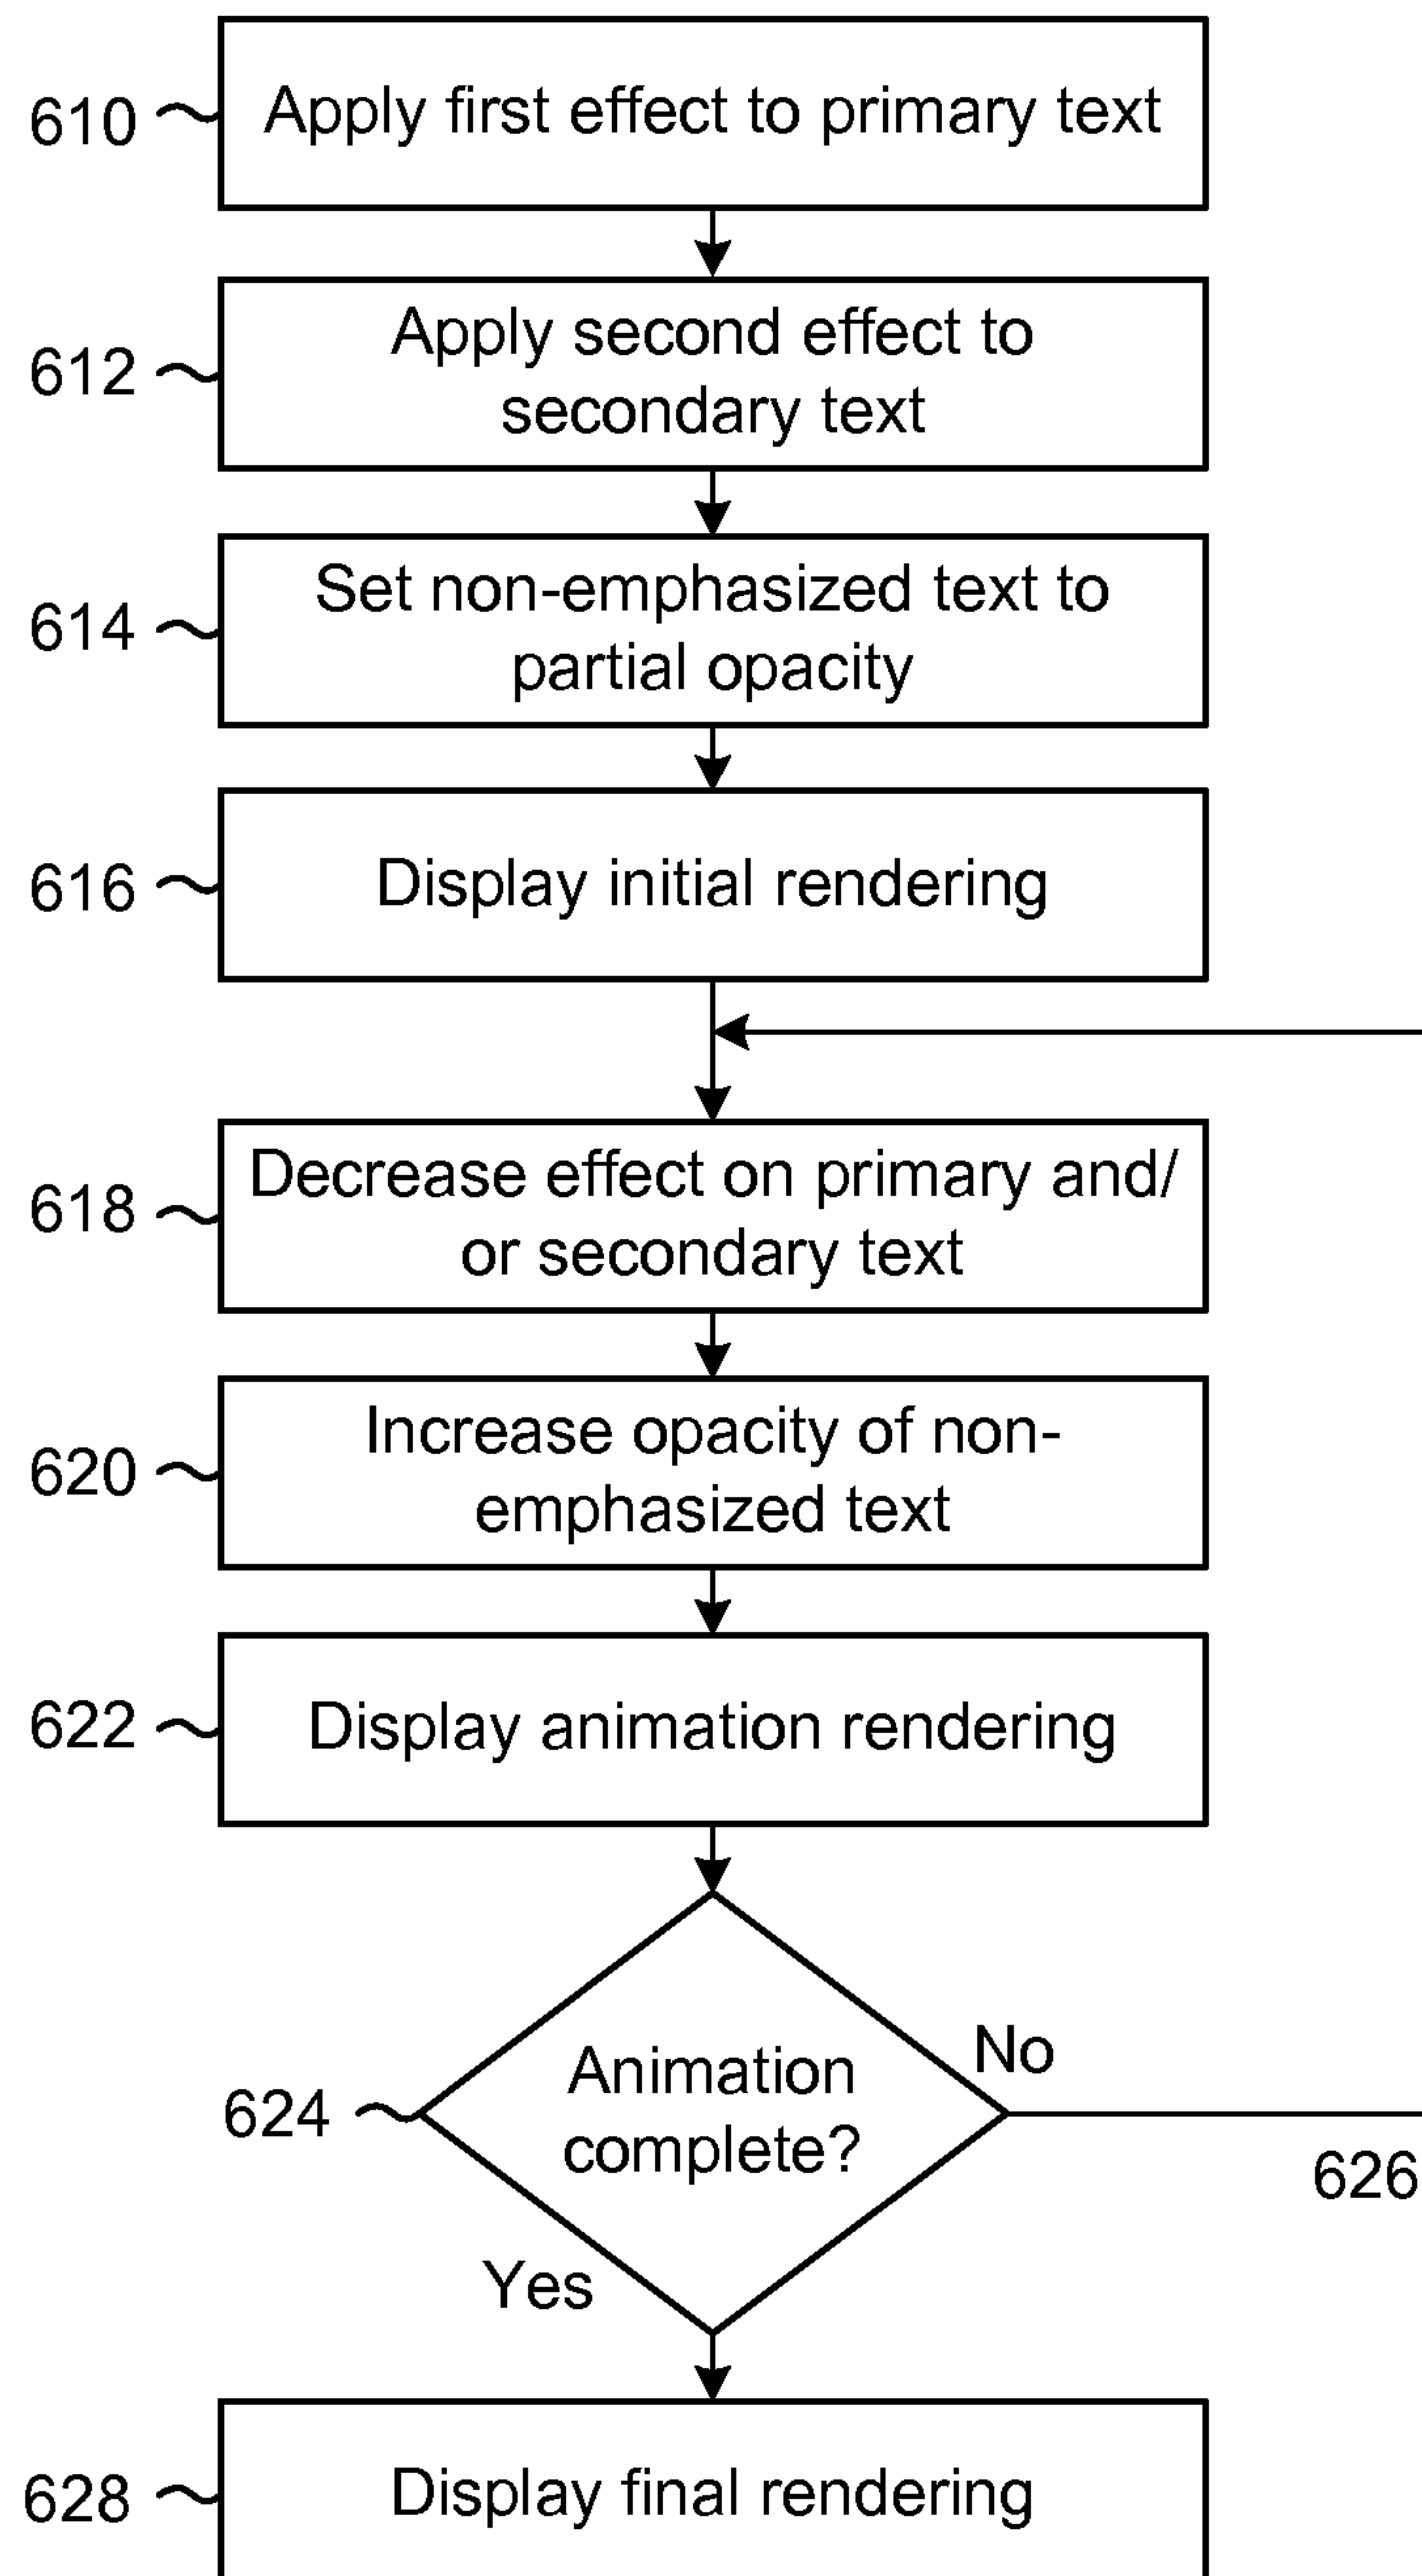 610
Apply first effect to primary text
612
Apply second effect to
secondary text
614
Set non-emphasized text to
partial opacity
616
Display initial rendering
618
Decrease effect on primary and/
or secondary text
620
Increase opacity of non-
emphasized text
622
Display animation rendering
624
Animation
complete?
No
626
Yes
628
Display final rendering